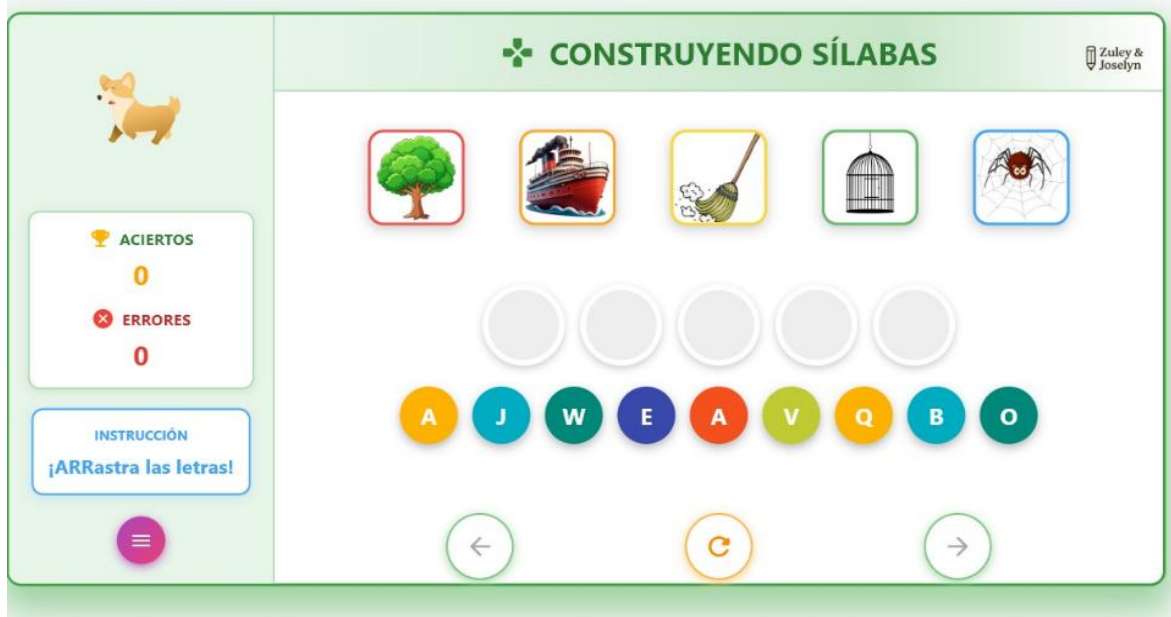 CONSTRUYENDO SÍLABAS
Zuley &
Joselyn
ACIERTOS
0
ERRORES
0
INSTRUCCIÓN
¡ARRastra las letras!
A J W E A V Q B O